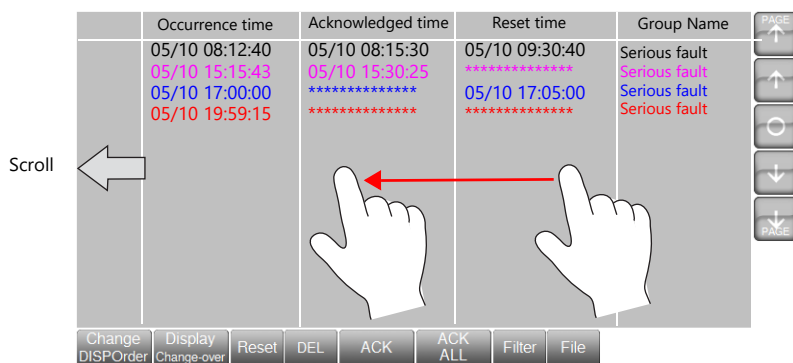 Occurrence time Acknowledged time Reset time Group Name
05/10 08:12:40 05/10 08:15:30 05/10 09:30:40 Serious fault
05/10 15:15:43 05/10 15:30:25 ************** Serious fault
05/10 17:00:00 ************** 05/10 17:05:00 Serious fault
05/10 19:59:15 ************** ************** Serious fault
PAGE
Scroll
PAGE
Change DISPOrder
Display Change-over
Reset
DEL
ACK
ACK ALL
Filter
File